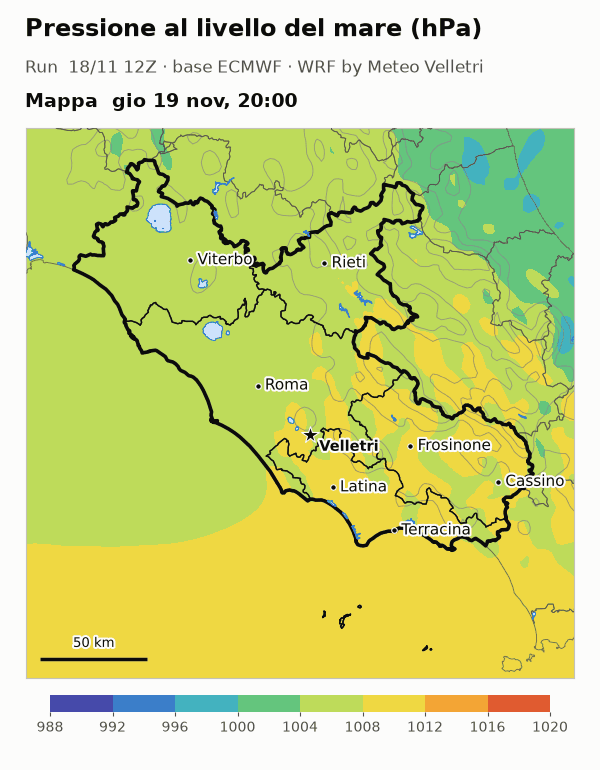 Pressione al livello del mare (hPa)
Run  18/11 12Z · base ECMWF · WRF by Meteo Velletri
Mappa  gio 19 nov, 20:00
Viterbo
Rieti
Roma
Velletri
Frosinone
Cassino
Latina
Terracina
50 km
988 992 996 1000 1004 1008 1012 1016 1020